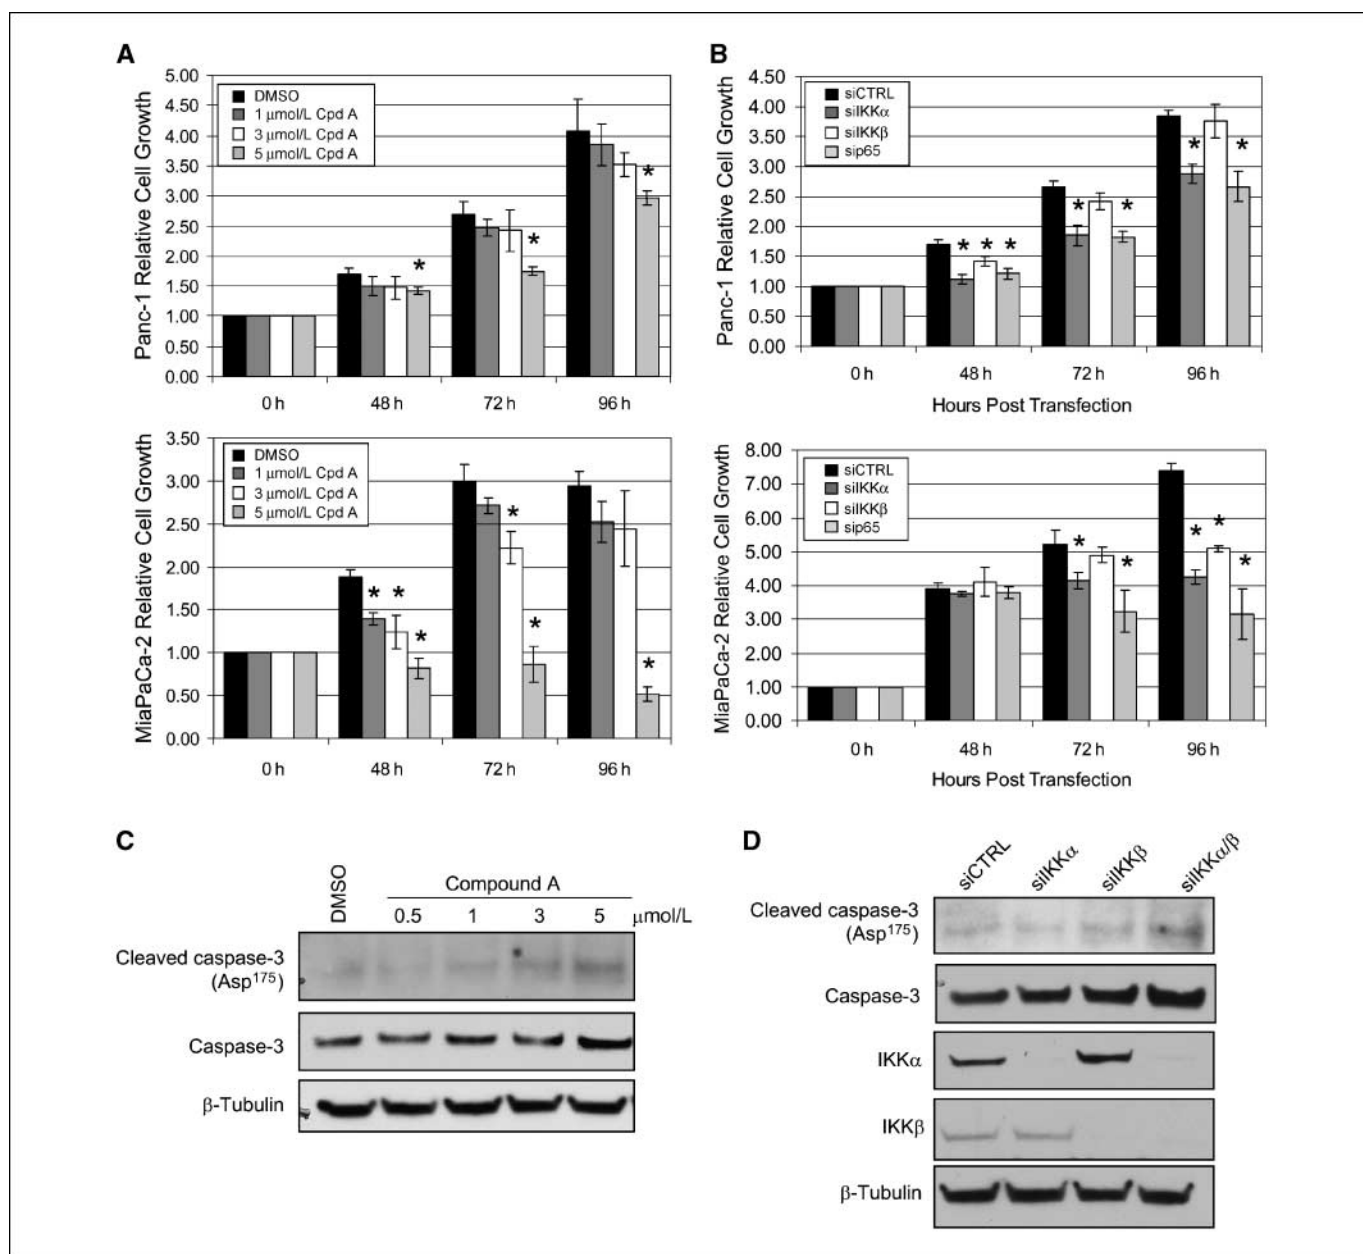 A
Panc-1 Relative Cell Growth
5.00
4.50
4.00
3.50
3.00
2.50
2.00
1.50
1.00
0.50
0.00
DMSO
1 μmol/L Cpd A
3 μmol/L Cpd A
5 μmol/L Cpd A
*
*
*
0 h 48 h 72 h 96 h
B
Panc-1 Relative Cell Growth
4.50
4.00
3.50
3.00
2.50
2.00
1.50
1.00
0.50
0.00
siCTRL
siIKKα
siIKKβ
sip65
* * *
* *
* *
0 h 48 h 72 h 96 h
Hours Post Transfection
MiaPaCa-2 Relative Cell Growth
3.50
3.00
2.50
2.00
1.50
1.00
0.50
0.00
DMSO
1 μmol/L Cpd A
3 μmol/L Cpd A
5 μmol/L Cpd A
* * *
* *
*
0 h 48 h 72 h 96 h
MiaPaCa-2 Relative Cell Growth
8.00
7.00
6.00
5.00
4.00
3.00
2.00
1.00
0.00
siCTRL
siIKKα
siIKKβ
sip65
* *
* * *
0 h 48 h 72 h 96 h
Hours Post Transfection
C
DMSO
Compound A
0.5 1 3 5 μmol/L
Cleaved caspase-3
(Asp175)
Caspase-3
β-Tubulin
D
siCTRL siIKKα siIKKβ siIKKα/β
Cleaved caspase-3
(Asp175)
Caspase-3
IKKα
IKKβ
β-Tubulin